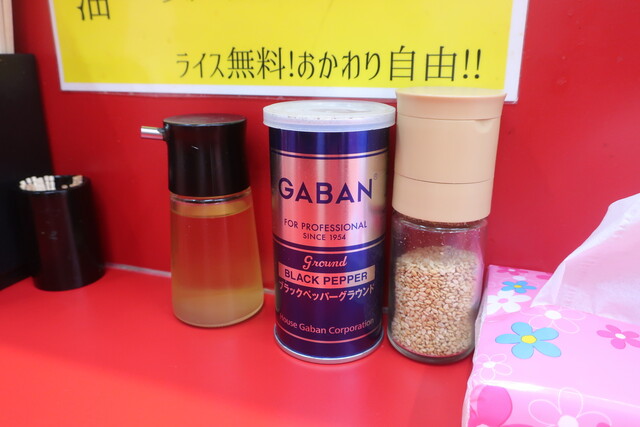 油
ライス無料!おかわり自由!!
GABAN®
FOR PROFESSIONAL
SINCE 1954
Ground
BLACK PEPPER
ブラックペッパーグラウンド
House Gaban Corporation